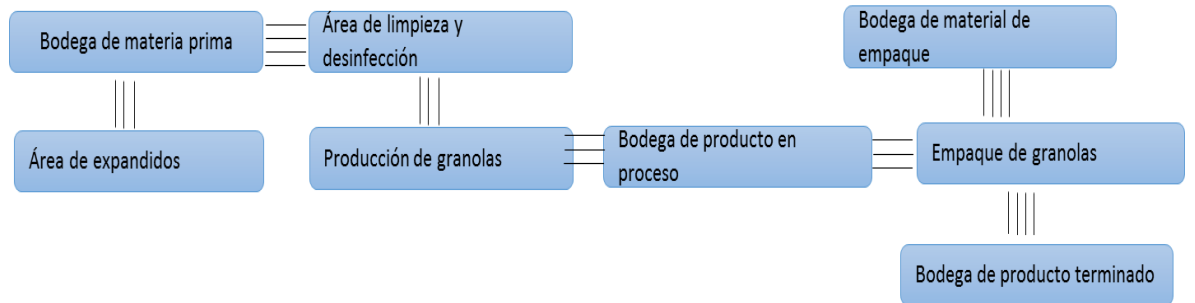 Bodega de materia prima
Área de limpieza y
desinfección
Bodega de material de
empaque
Área de expandidos
Producción de granolas
Bodega de producto en
proceso
Empaque de granolas
Bodega de producto terminado